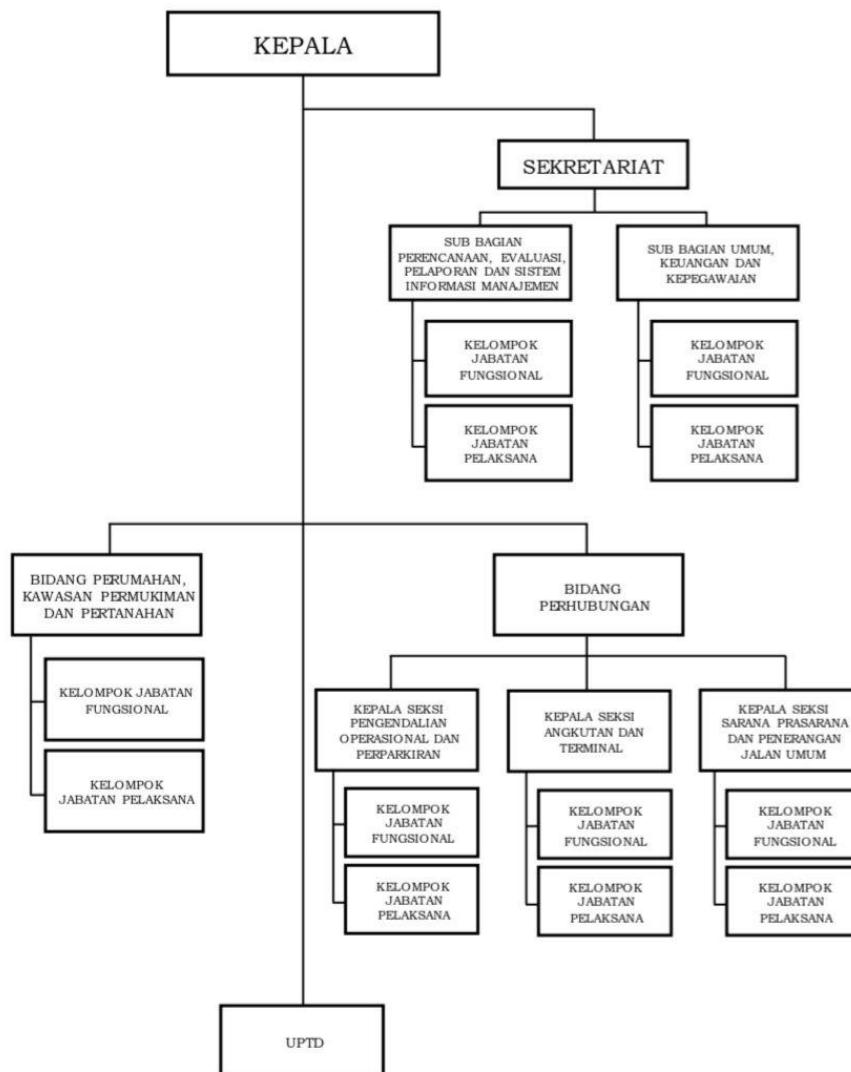 KEPALA
SEKRETARIAT
SUB BAGIAN
PERENCANAAN, EVALUASI,
PELAPORAN DAN SISTEM
INFORMASI MANAJEMEN
SUB BAGIAN UMUM,
KEUANGAN DAN
KEPEGAWAIAN
KELOMPOK
JABATAN
FUNGSIONAL
KELOMPOK
JABATAN
PELAKSANA
KELOMPOK
JABATAN
FUNGSIONAL
KELOMPOK
JABATAN
PELAKSANA
BIDANG PERUMAHAN,
KAWASAN PERMUKIMAN
DAN PERTANAHAN
KELOMPOK JABATAN
FUNGSIONAL
KELOMPOK
JABATAN PELAKSANA
BIDANG
PERHUBUNGAN
KEPALA SEKSI
PENGENDALIAN
OPERASIONAL DAN
PERPARKIRAN
KELOMPOK
JABATAN
FUNGSIONAL
KELOMPOK
JABATAN
PELAKSANA
KEPALA SEKSI
ANGKUTAN DAN
TERMINAL
KELOMPOK
JABATAN
FUNGSIONAL
KELOMPOK
JABATAN
PELAKSANA
KEPALA SEKSI
SARANA PRASARANA
DAN PENERANGAN
JALAN UMUM
KELOMPOK
JABATAN
FUNGSIONAL
KELOMPOK
JABATAN
PELAKSANA
UPTD